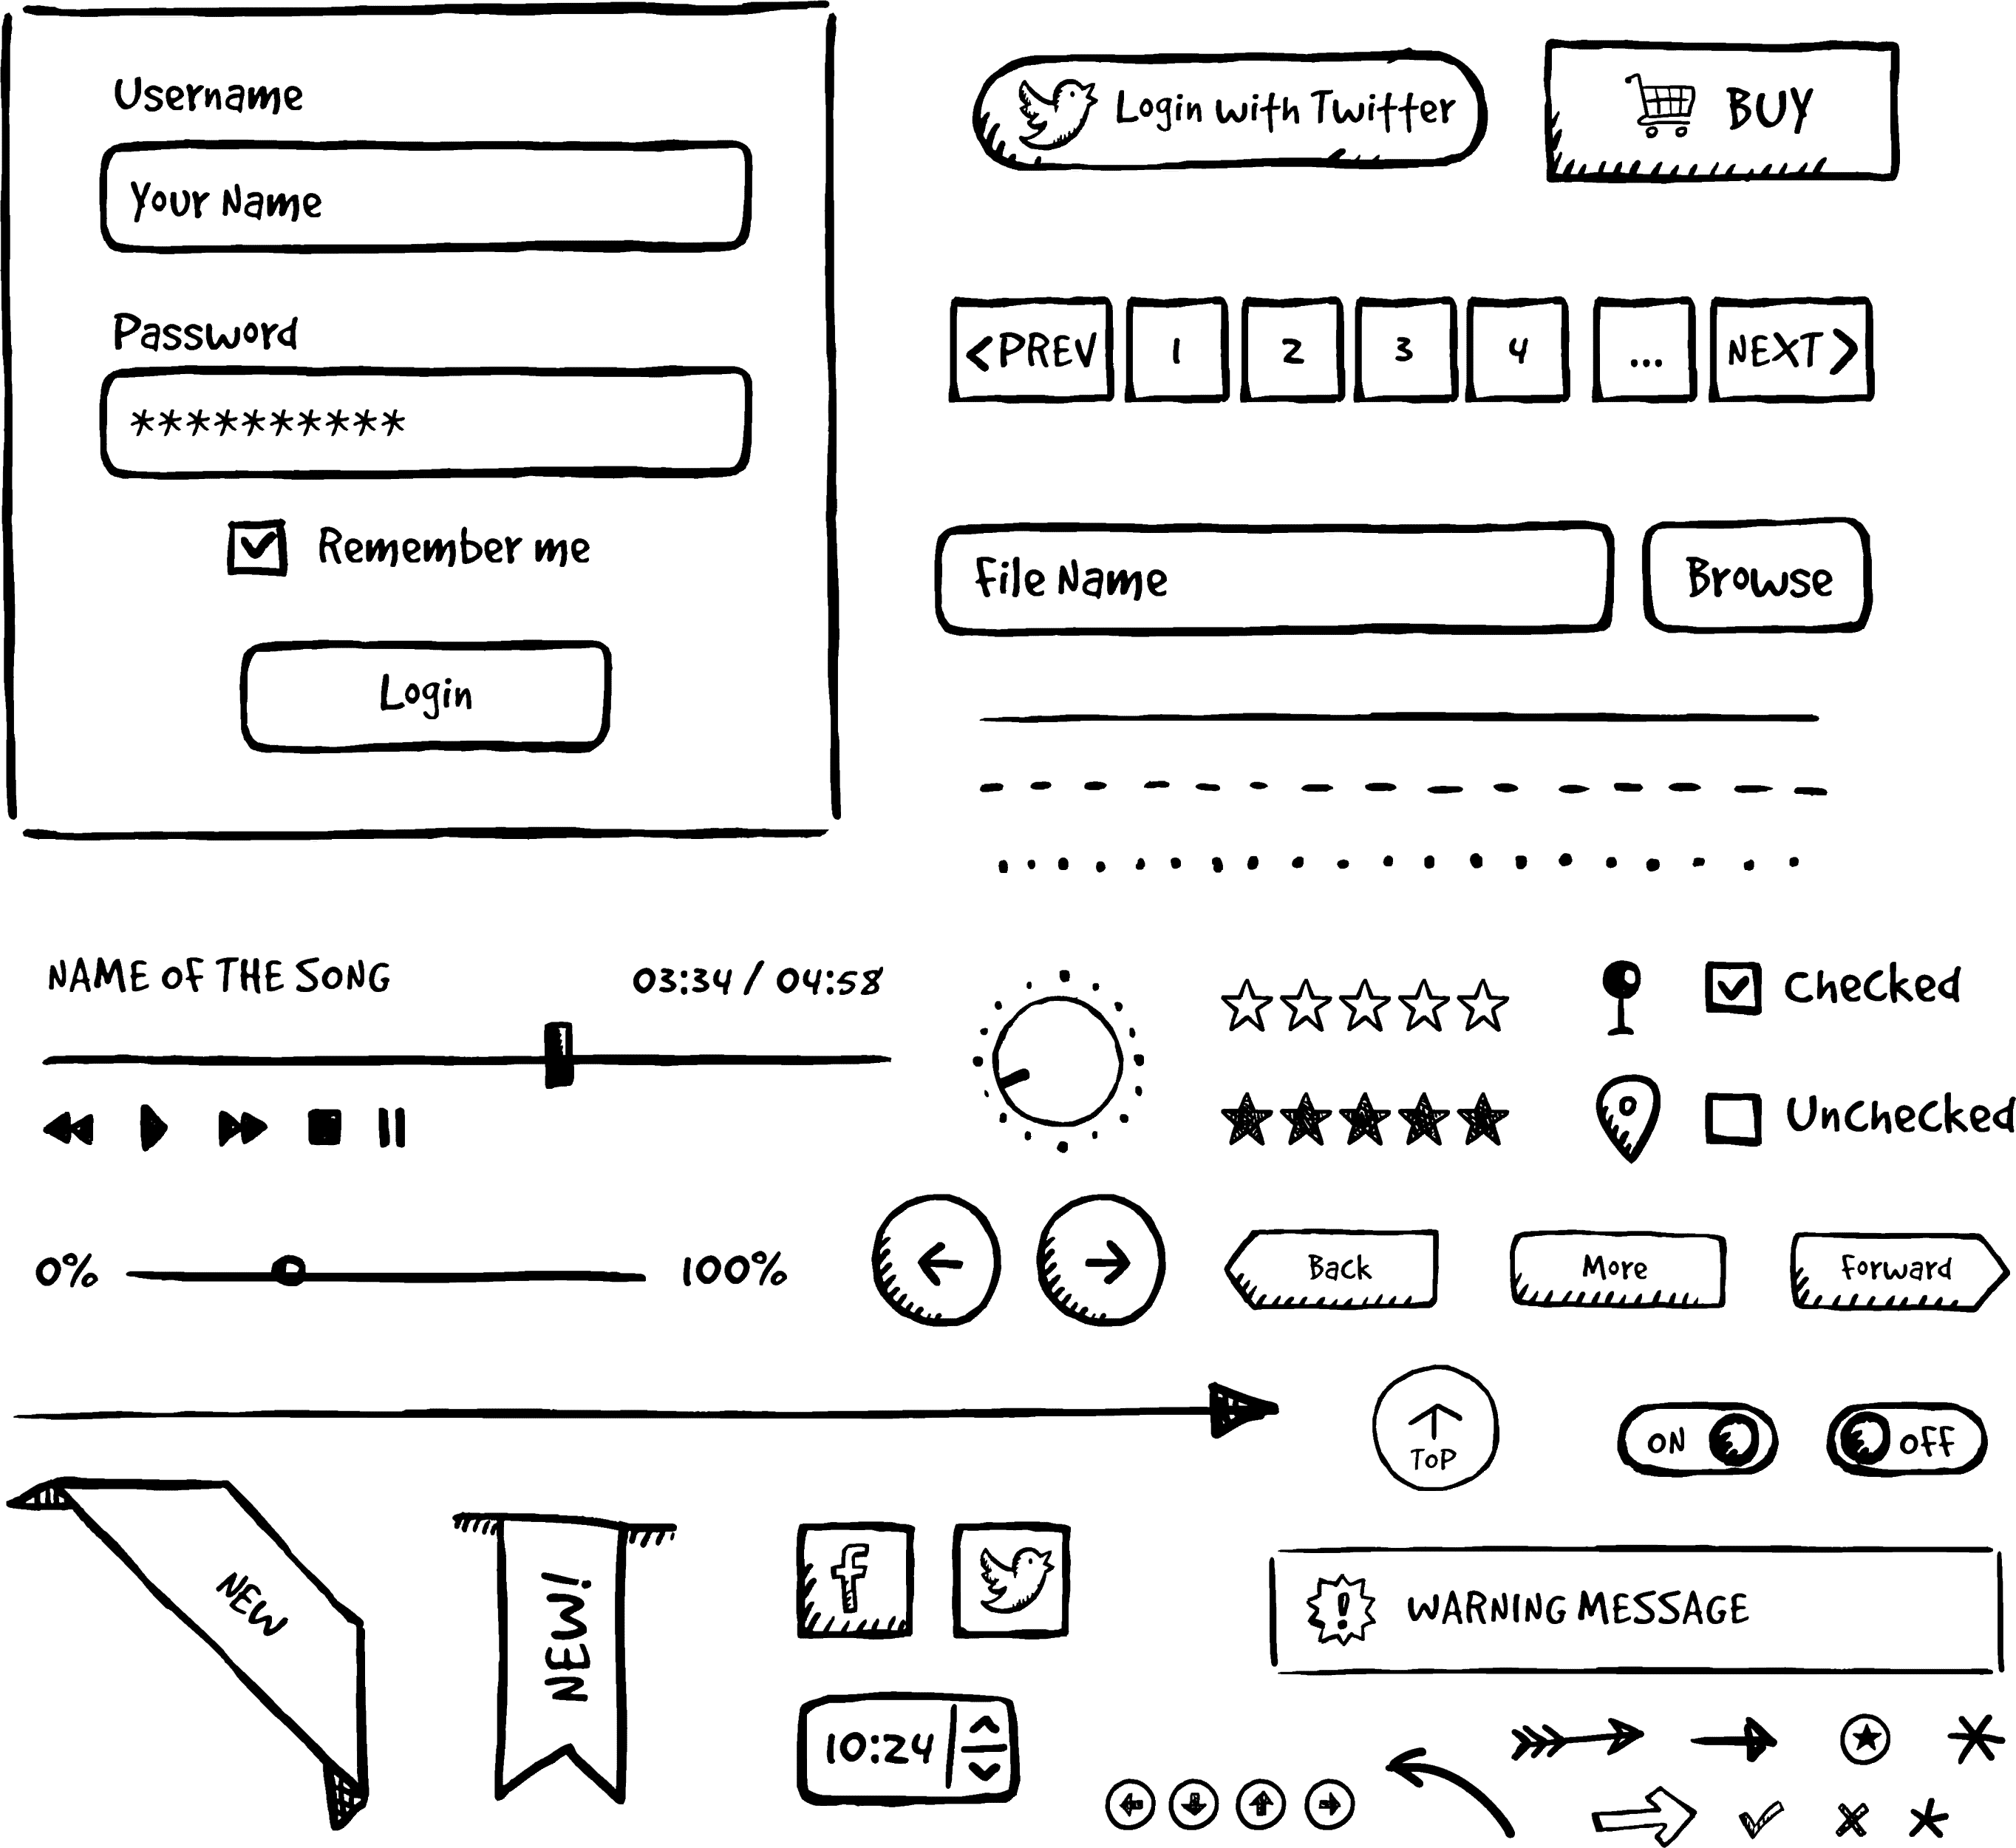 Username
Your Name
Password
**********
Remember me
Login
Login with Twitter
BUY
<PREV 1 2 3 4 ... NEXT>
File Name
Browse
NAME OF THE SONG 03:34 / 04:58
Checked
Unchecked
0% 100%
Back
More
Forward
TOP
ON
OFF
NEW
NEW!
f
! WARNING MESSAGE
10:24